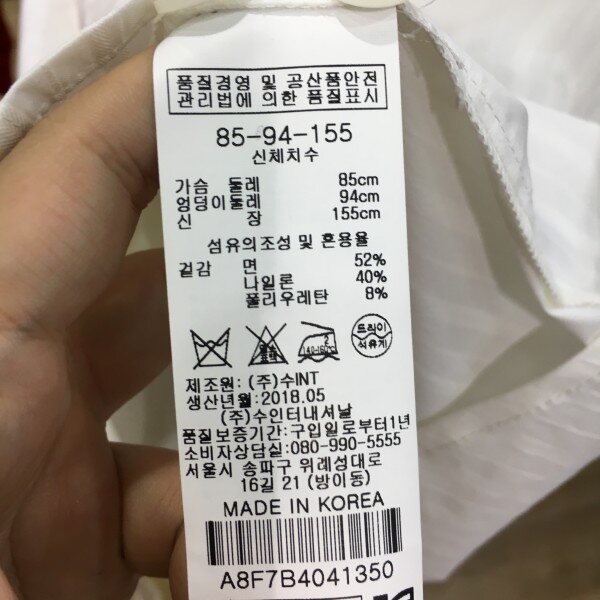 품질경영 및 공산품안전
관리법에 의한 품질표시
85-94-155
신체치수
가슴 둘레 85cm
엉덩이둘레 94cm
신 장 155cm
섬유의조성 및 혼용율
겉감 면 52%
나일론 40%
폴리우레탄 8%
드라이
석유계
제조원: (주)수INT
생산년월:2018.05
(주)수인터내셔날
품질보증기간:구입일로부터1년
소비자상담실:080-990-5555
서울시 송파구 위례성대로
16길 21 (방이동)
MADE IN KOREA
A8F7B4041350